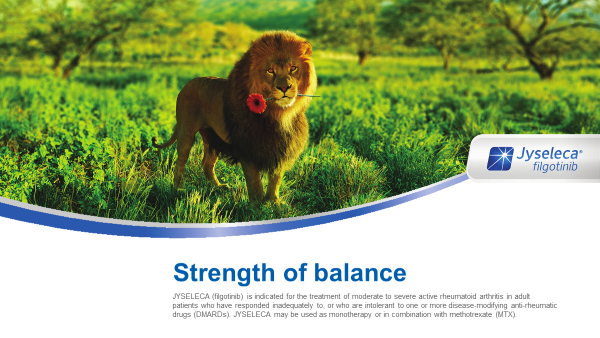 Jyseleca®
filgotinib
Strength of balance
JYSELECA (filgotinib) is indicated for the treatment of moderate to severe active rheumatoid arthritis in adult
patients who have responded inadequately to, or who are intolerant to one or more disease-modifying anti-rheumatic
drugs (DMARDs). JYSELECA may be used as monotherapy or in combination with methotrexate (MTX).